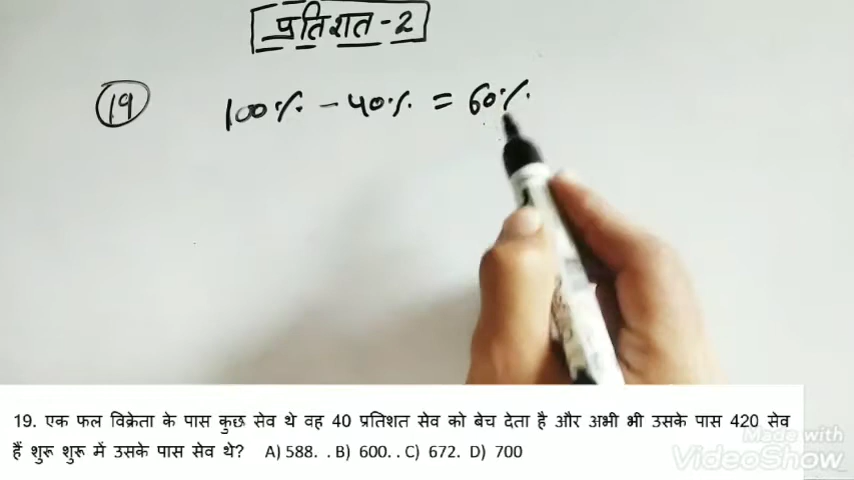 प्रतिशत-2
19 100% - 40% = 60%
19. एक फल विक्रेता के पास कुछ सेव थे वह 40 प्रतिशत सेव को बेच देता है और अभी भी उसके पास 420 सेव
हैं शुरू शुरू में उसके पास सेव थे? A) 588. . B) 600. . C) 672. D) 700
Made with
VideoShow